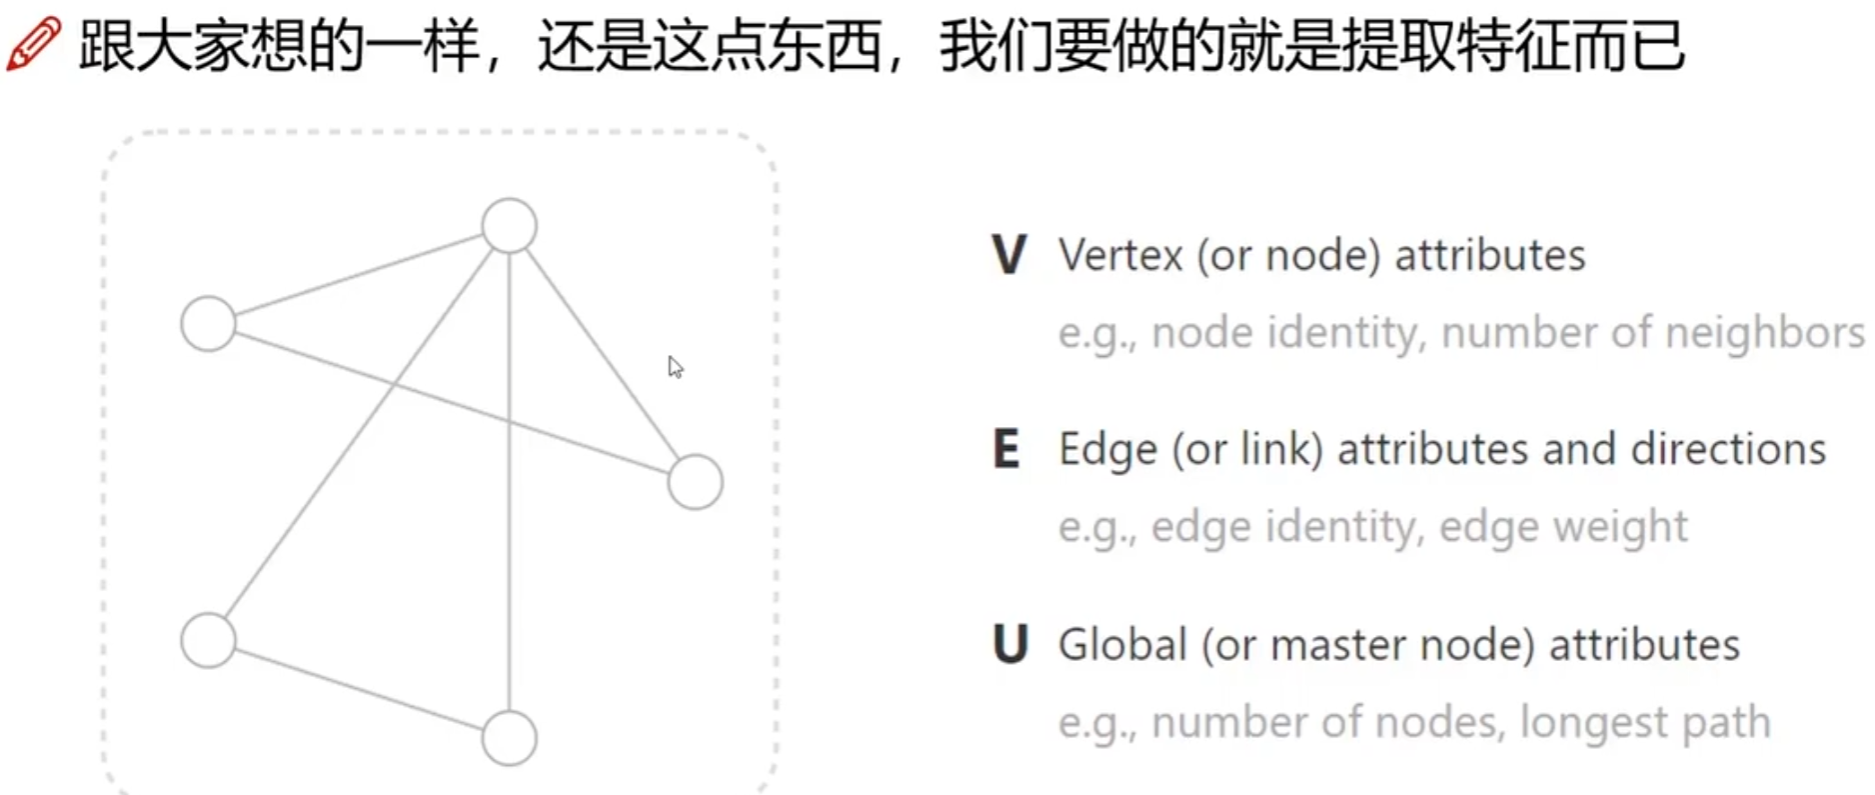 跟大家想的一样，还是这点东西，我们要做的就是提取特征而已
V Vertex (or node) attributes
e.g., node identity, number of neighbors
E Edge (or link) attributes and directions
e.g., edge identity, edge weight
U Global (or master node) attributes
e.g., number of nodes, longest path